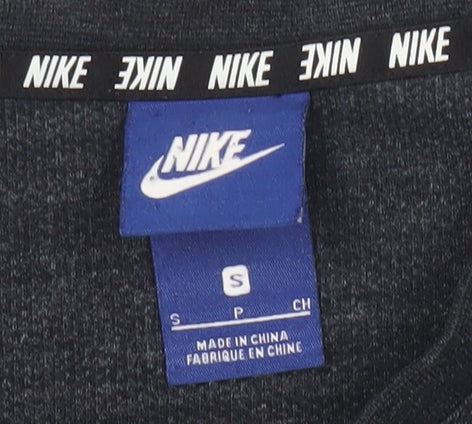 NIKE NIKE NIKE NIKE NIKE
NIKE
S
S P CH
MADE IN CHINA
FABRIQUE EN CHINE